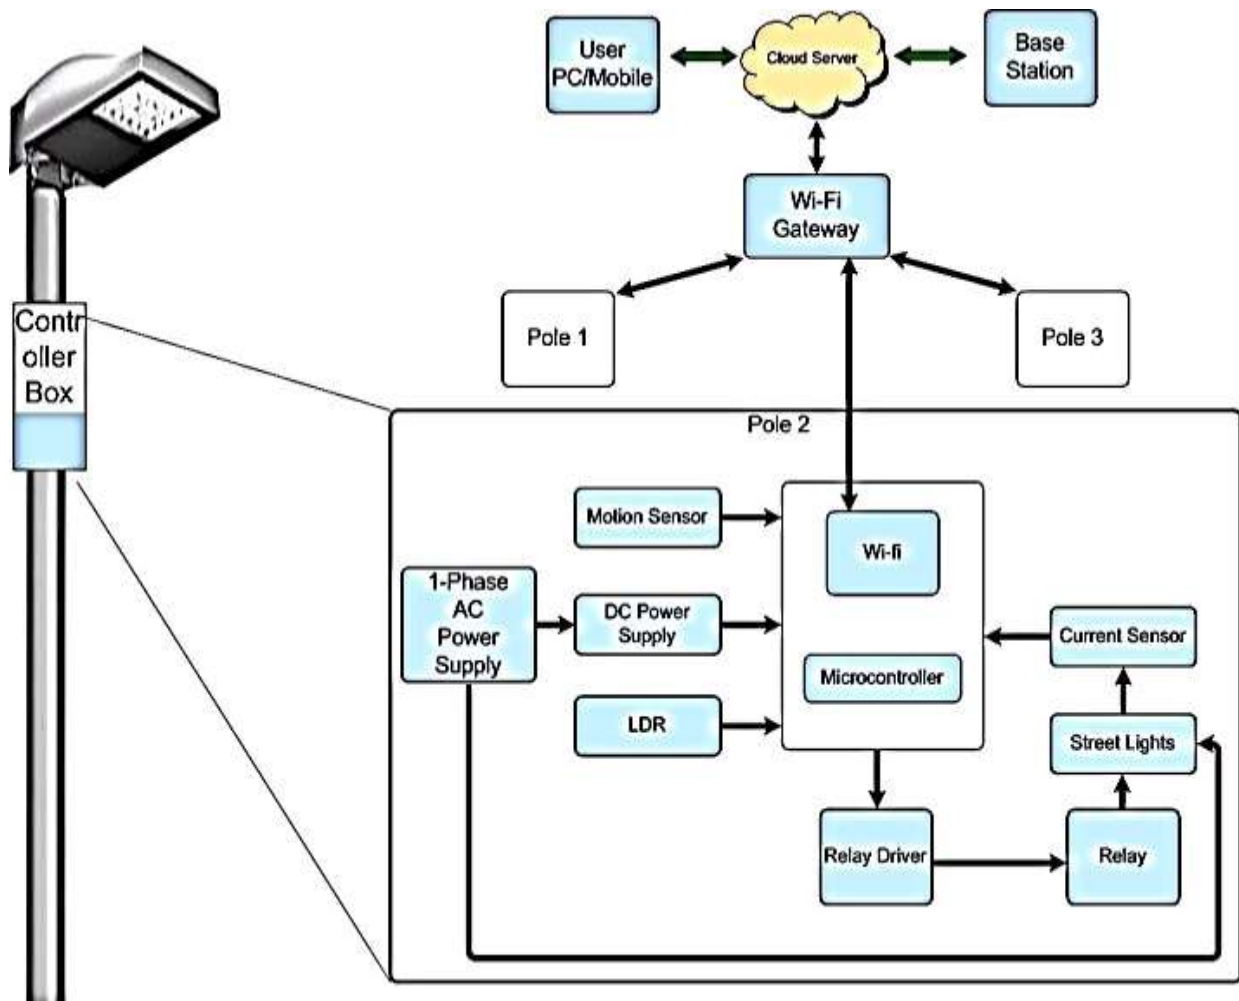 User
PC/Mobile
Cloud Server
Base
Station
Wi-Fi
Gateway
Pole 1
Pole 3
Contr
oller
Box
Pole 2
Motion Sensor
Wi-fi
1-Phase
AC
Power
Supply
DC Power
Supply
Current Sensor
Microcontroller
LDR
Street Lights
Relay Driver
Relay